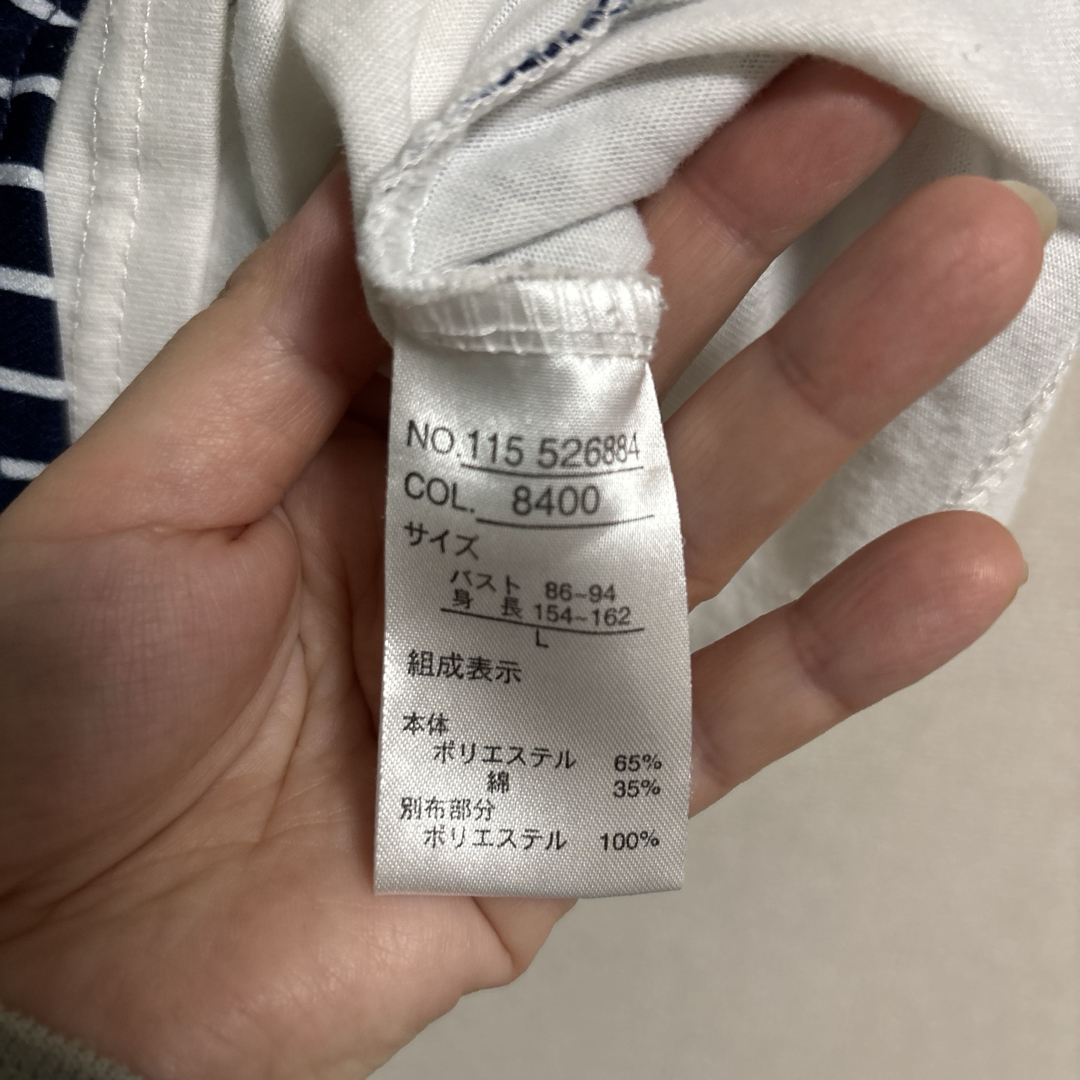 NO.115 526884
COL. 8400
サイズ
バスト 86~94
身 長 154~162
L
組成表示
本体
ポリエステル 65%
綿 35%
別布部分
ポリエステル 100%